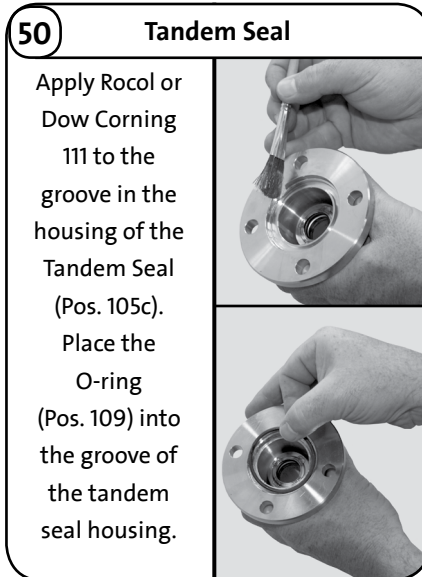 50
Tandem Seal
Apply Rocol or
Dow Corning
111 to the
groove in the
housing of the
Tandem Seal
(Pos. 105c).
Place the
O-ring
(Pos. 109) into
the groove of
the tandem
seal housing.